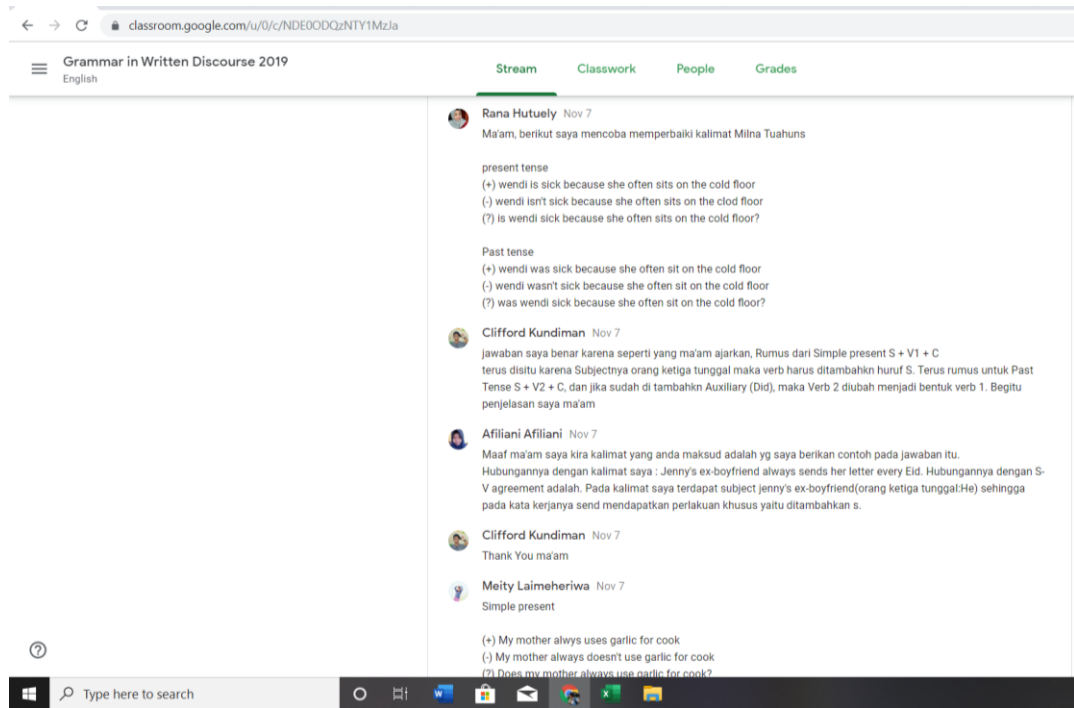 classroom.google.com/u/0/c/NDE0ODQzNTY1MzJa
Grammar in Written Discourse 2019
English
Stream Classwork People Grades
Rana Hutuely Nov 7
Ma'am, berikut saya mencoba memperbaiki kalimat Milna Tuahuns
present tense
(+) wendi is sick because she often sits on the cold floor
(-) wendi isn't sick because she often sits on the clod floor
(?) is wendi sick because she often sits on the cold floor?
Past tense
(+) wendi was sick because she often sit on the cold floor
(-) wendi wasn't sick because she often sit on the cold floor
(?) was wendi sick because she often sit on the cold floor?
Clifford Kundiman Nov 7
jawaban saya benar karena seperti yang ma'am ajarkan, Rumus dari Simple present S + V1 + C
terus disitu karena Subjectnya orang ketiga tunggal maka verb harus ditambahkn huruf S. Terus rumus untuk Past
Tense S + V2 + C, dan jika sudah di tambahkn Auxiliary (Did), maka Verb 2 diubah menjadi bentuk verb 1. Begitu
penjelasan saya ma'am
Afiliani Afiliani Nov 7
Maaf ma'am saya kira kalimat yang anda maksud adalah yg saya berikan contoh pada jawaban itu.
Hubungannya dengan kalimat saya : Jenny's ex-boyfriend always sends her letter every Eid. Hubungannya dengan S-
V agreement adalah. Pada kalimat saya terdapat subject jenny's ex-boyfriend(orang ketiga tunggal:He) sehingga
pada kata kerjanya send mendapatkan perlakuan khusus yaitu ditambahkan s.
Clifford Kundiman Nov 7
Thank You ma'am
Meity Laimeheriwa Nov 7
Simple present
(+) My mother alwys uses garlic for cook
(-) My mother always doesn't use garlic for cook
(?) Does my mother always use garlic for cook?
Type here to search